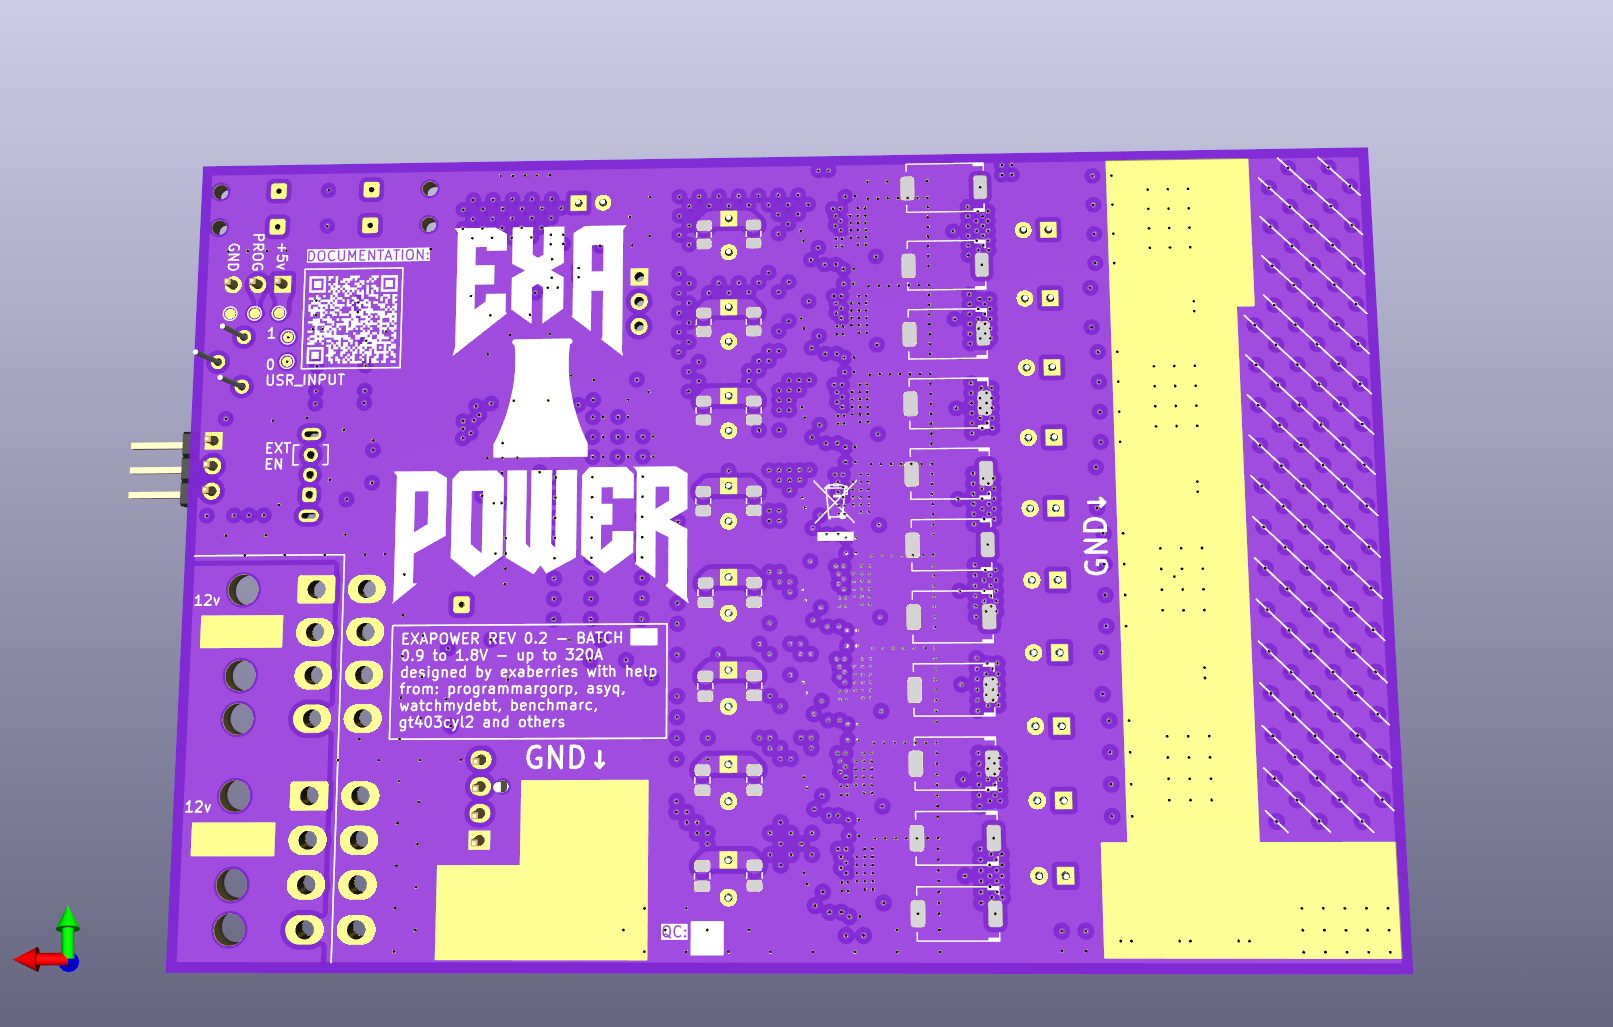 GND
PROG
+5v
DOCUMENTATION:
1
0
USR_INPUT
EXT
EN
EXA
POWER
12v
12v
EXAPOWER REV 0.2 — BATCH
0.9 to 1.8V — up to 320A
designed by exaberries with help
from: programmargorp, asyq,
watchmydebt, benchmarc,
gt403cyl2 and others
GND↓
GND→
QC: